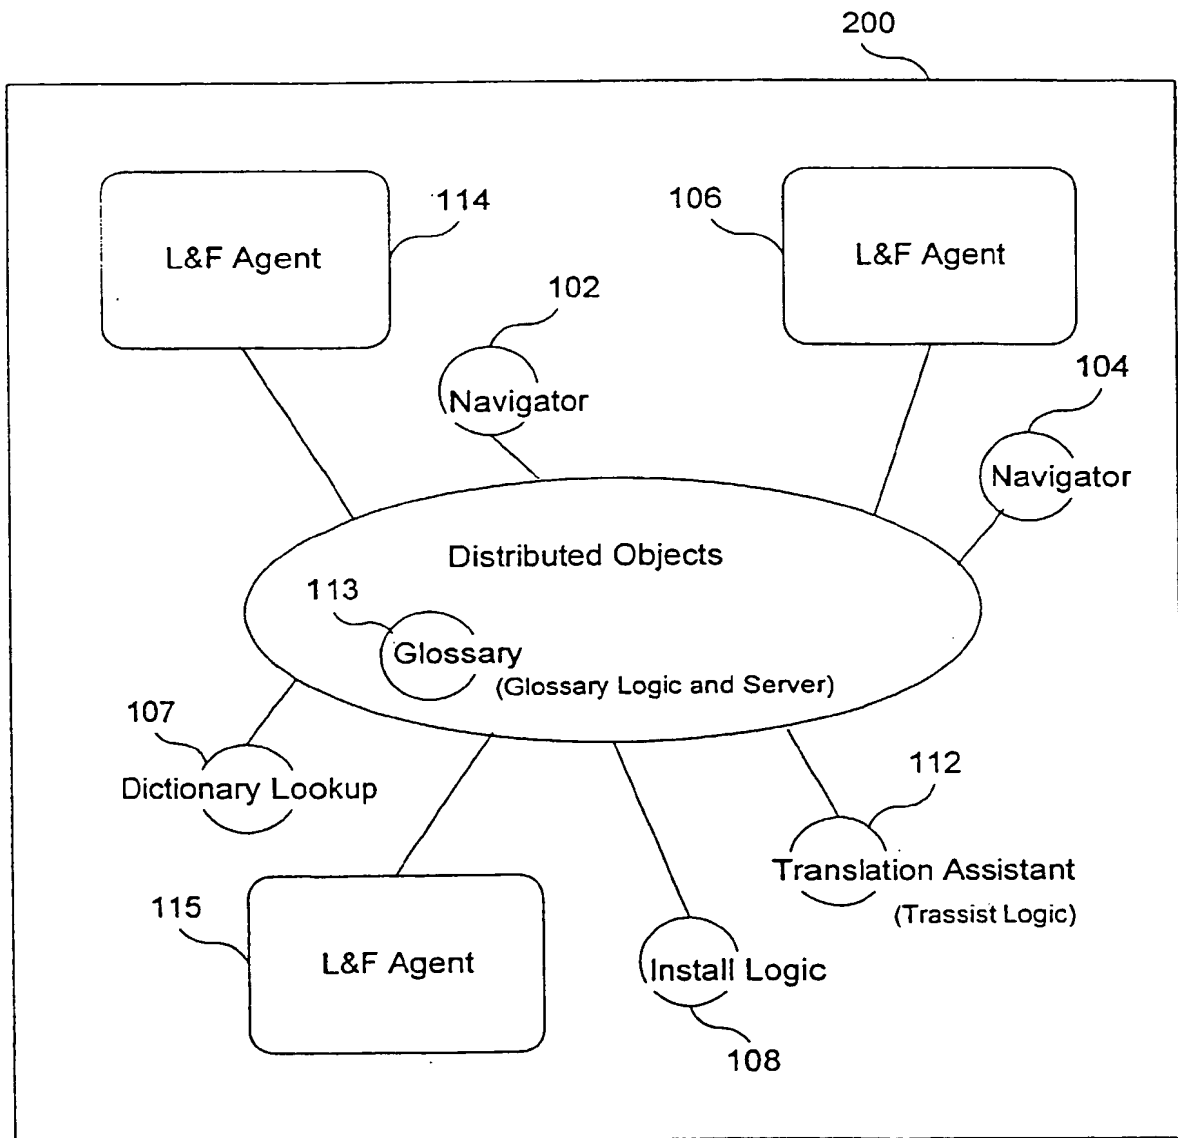 200
114
106
L&F Agent
L&F Agent
102
Navigator
104
Navigator
Distributed Objects
113
Glossary
(Glossary Logic and Server)
107
Dictionary Lookup
112
Translation Assistant
(Trassist Logic)
115
L&F Agent
Install Logic
108